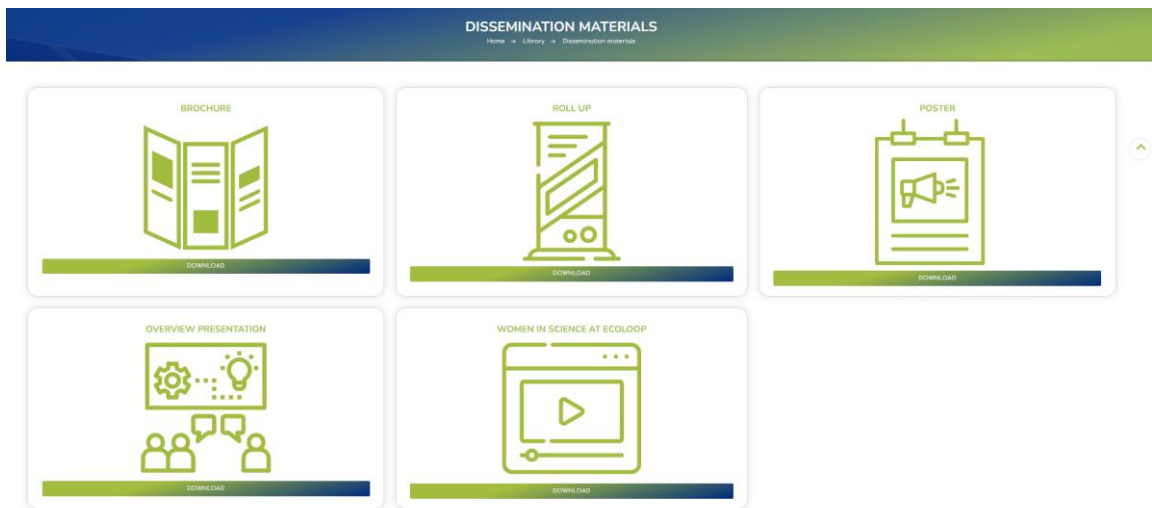 DISSEMINATION MATERIALS
Home → Library → Dissemination materials
BROCHURE
DOWNLOAD
ROLL UP
DOWNLOAD
POSTER
DOWNLOAD
OVERVIEW PRESENTATION
DOWNLOAD
WOMEN IN SCIENCE AT ECOLOOP
DOWNLOAD